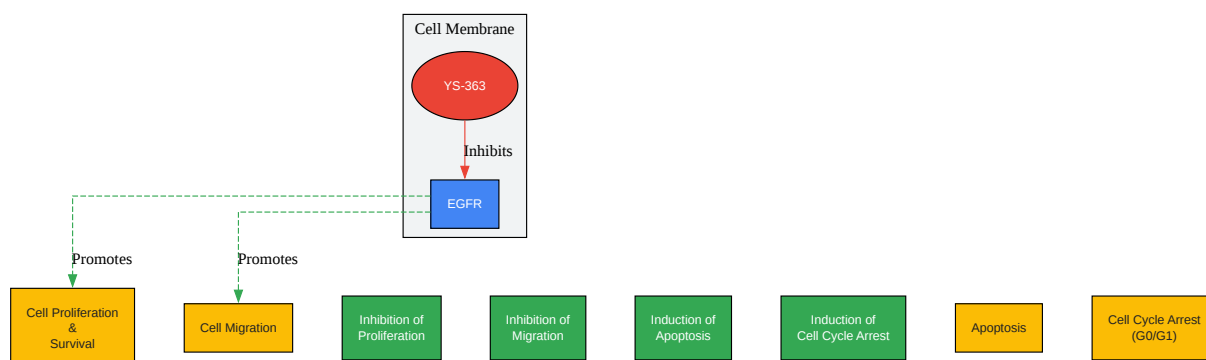 Cell Membrane
YS-363
Inhibits
EGFR
Promotes
Promotes
Cell Proliferation
&
Survival
Cell Migration
Inhibition of
Proliferation
Inhibition of
Migration
Induction of
Apoptosis
Induction of
Cell Cycle Arrest
Apoptosis
Cell Cycle Arrest
(G0/G1)